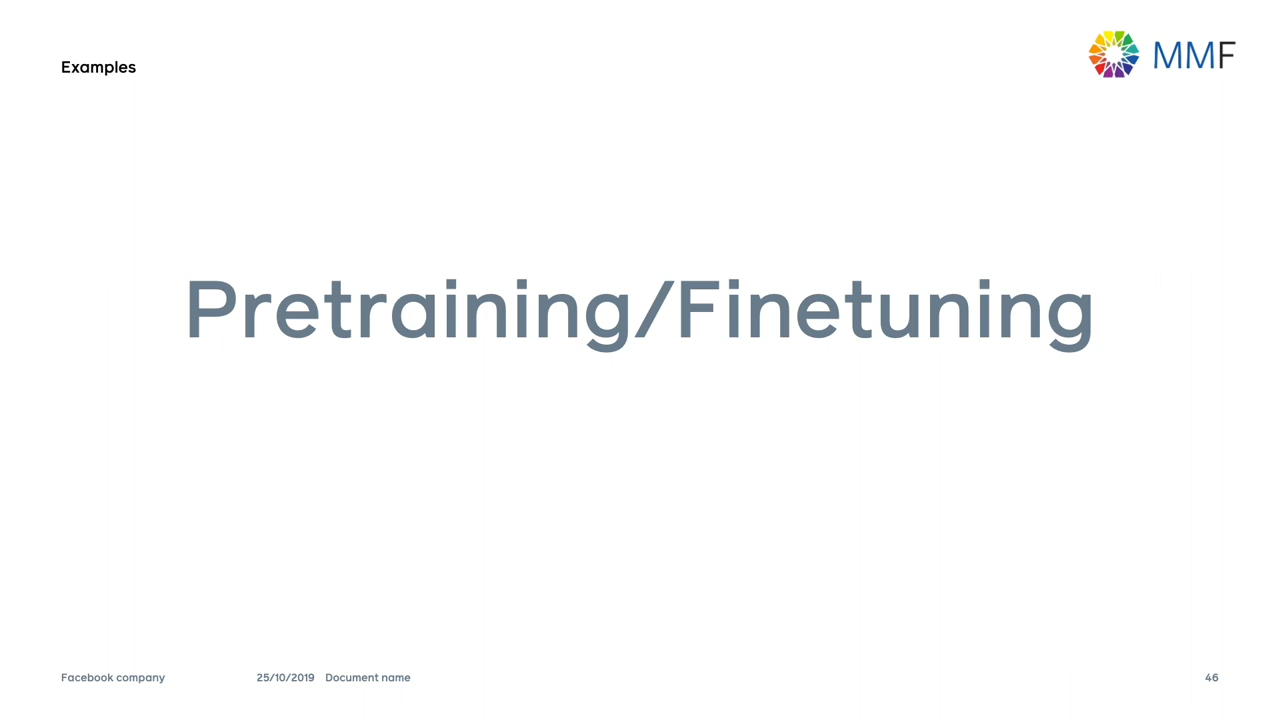 Examples
MMF
Pretraining/Finetuning
Facebook company 25/10/2019 Document name 46